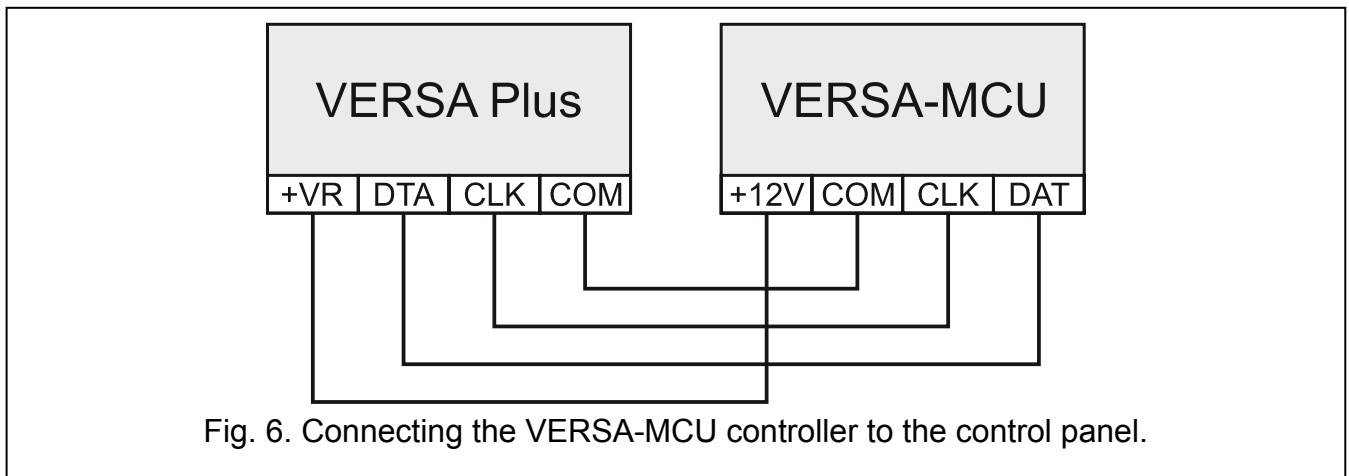 VERSA Plus VERSA-MCU
+VR DTA CLK COM +12V COM CLK DAT
Fig. 6. Connecting the VERSA-MCU controller to the control panel.